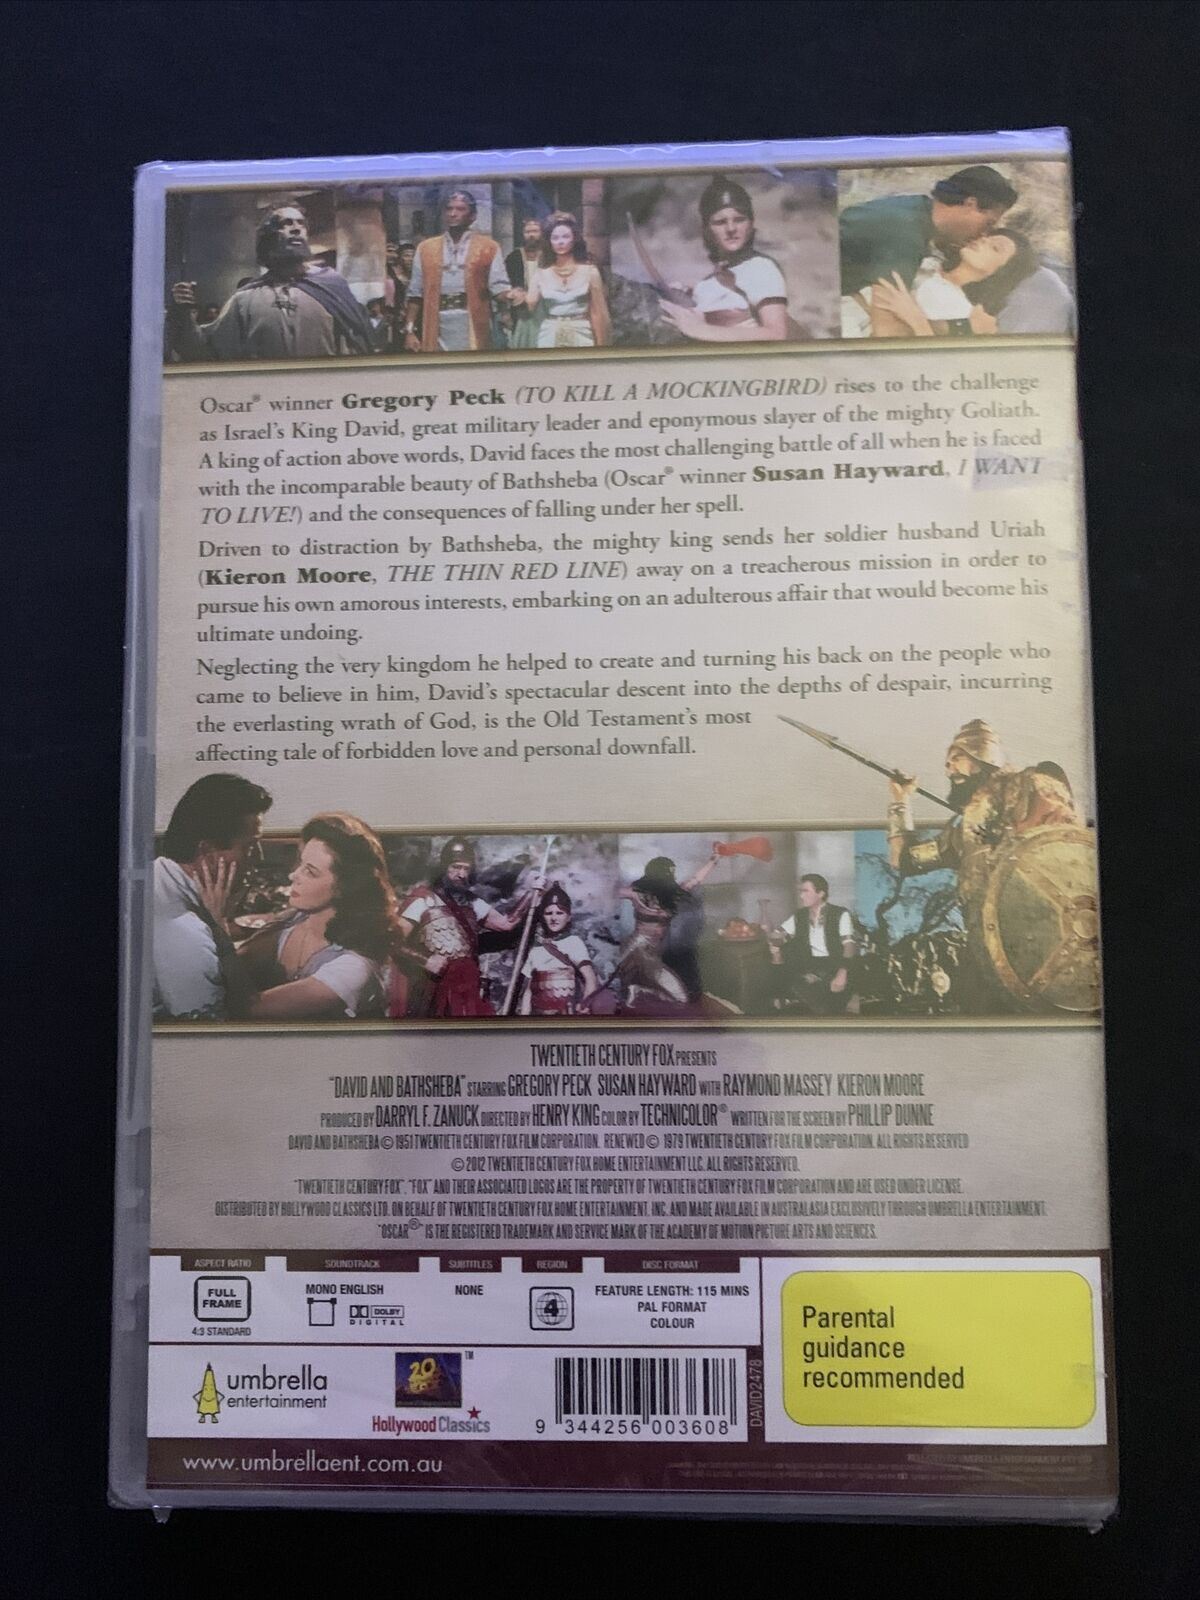 Oscar® winner Gregory Peck (TO KILL A MOCKINGBIRD) rises to the challenge
as Israel's King David, great military leader and eponymous slayer of the mighty Goliath.
A king of action above words, David faces the most challenging battle of all when he is faced
with the incomparable beauty of Bathsheba (Oscar® winner Susan Hayward, I WANT
TO LIVE!) and the consequences of falling under her spell.
Driven to distraction by Bathsheba, the mighty king sends her soldier husband Uriah
(Kieron Moore, THE THIN RED LINE) away on a treacherous mission in order to
pursue his own amorous interests, embarking on an adulterous affair that would become his
ultimate undoing.
Neglecting the very kingdom he helped to create and turning his back on the people who
came to believe in him, David's spectacular descent into the depths of despair, incurring
the everlasting wrath of God, is the Old Testament's most
affecting tale of forbidden love and personal downfall.
TWENTIETH CENTURY FOX PRESENTS
"DAVID AND BATHSHEBA" STARRING GREGORY PECK SUSAN HAYWARD WITH RAYMOND MASSEY KIERON MOORE
PRODUCED BY DARRYL F. ZANUCK DIRECTED BY HENRY KING COLOR BY TECHNICOLOR® WRITTEN FOR THE SCREEN BY PHILLIP DUNNE
DAVID AND BATHSHEBA © 1951 TWENTIETH CENTURY FOX FILM CORPORATION. RENEWED © 1979 TWENTIETH CENTURY FOX FILM CORPORATION. ALL RIGHTS RESERVED
© 2012 TWENTIETH CENTURY FOX HOME ENTERTAINMENT LLC. ALL RIGHTS RESERVED.
"TWENTIETH CENTURY FOX", "FOX" AND THEIR ASSOCIATED LOGOS ARE THE PROPERTY OF TWENTIETH CENTURY FOX FILM CORPORATION AND ARE USED UNDER LICENSE.
DISTRIBUTED BY HOLLYWOOD CLASSICS LTD. ON BEHALF OF TWENTIETH CENTURY FOX HOME ENTERTAINMENT, INC. AND MADE AVAILABLE IN AUSTRALASIA EXCLUSIVELY THROUGH UMBRELLA ENTERTAINMENT.
"OSCAR®" IS THE REGISTERED TRADEMARK AND SERVICE MARK OF THE ACADEMY OF MOTION PICTURE ARTS AND SCIENCES.
ASPECT RATIO SOUNDTRACK SUBTITLES REGION DISC FORMAT
FULL
FRAME
4:3 STANDARD
MONO ENGLISH
DOLBY
DIGITAL
NONE
4
FEATURE LENGTH: 115 MINS
PAL FORMAT
COLOUR
Parental
guidance
recommended
umbrella
entertainment
20
TM
Hollywood Classics
9 344256 003608
DAVID2478
www.umbrellaent.com.au